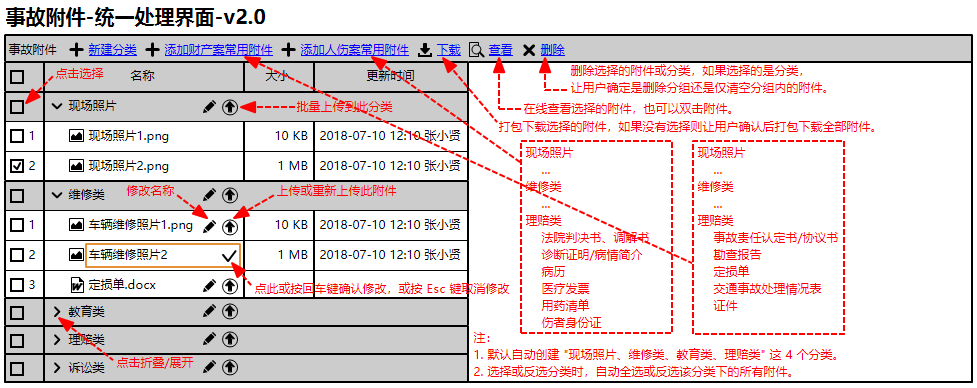 事故附件-统一处理界面-v2.0
事故附件 新建分类 添加财产案常用附件 添加人伤案常用附件 下载 查看 删除
点击选择 名称 大小 更新时间
删除选择的附件或分类，如果选择的是分类，
让用户确定是删除分组还是仅清空分组内的附件。
现场照片 批量上传到此分类
在线查看选择的附件，也可以双击附件。
打包下载选择的附件，如果没有选择则让用户确认后打包下载全部附件。
1 现场照片1.png 10 KB 2018-07-10 12:10 张小贤
2 现场照片2.png 1 MB 2018-07-10 12:10 张小贤
维修类 修改名称 上传或重新上传此附件
1 车辆维修照片1.png 10 KB 2018-07-10 12:10 张小贤
2 车辆维修照片2 1 MB 2018-07-10 12:10 张小贤
3 定损单.docx 点此或按回车键确认修改，或按 Esc 键取消修改
教育类
理赔类
点击折叠/展开
诉讼类
现场照片
...
维修类
...
理赔类
法院判决书、调解书
诊断证明/病情简介
病历
医疗发票
用药清单
伤者身份证
现场照片
...
维修类
...
理赔类
事故责任认定书/协议书
勘查报告
定损单
交通事故处理情况表
证件
注：
1. 默认自动创建 "现场照片、维修类、教育类、理赔类" 这 4 个分类。
2. 选择或反选分类时，自动全选或反选该分类下的所有附件。